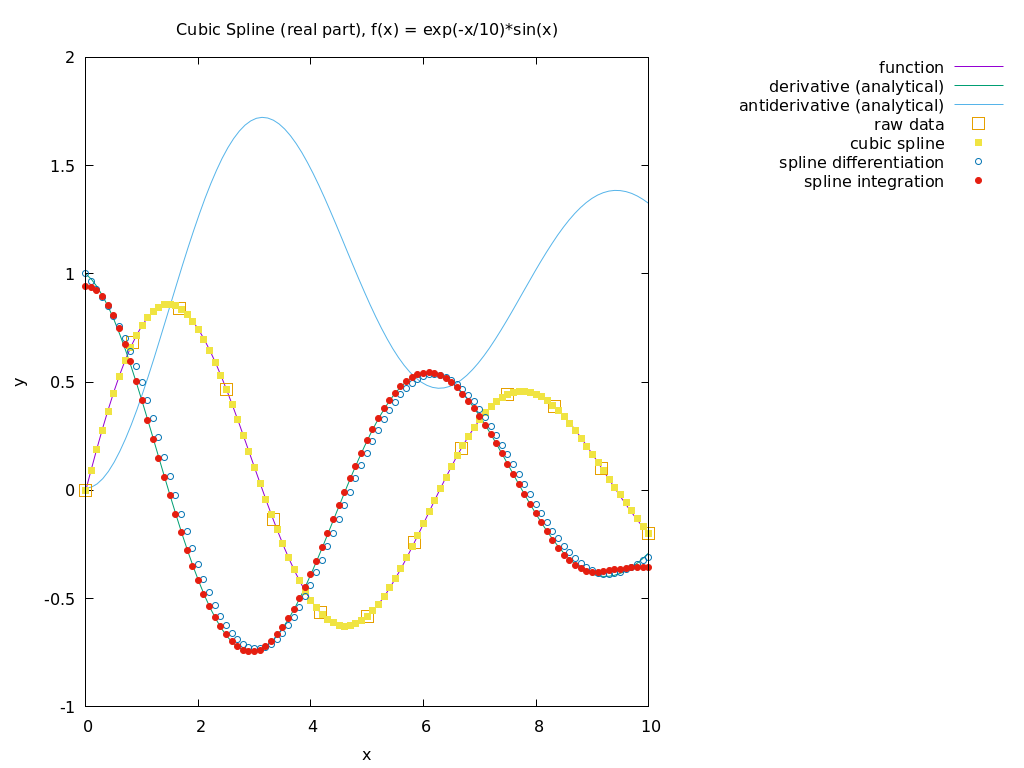 Cubic Spline (real part), f(x) = exp(-x/10)*sin(x)
2
1.5
1
0.5
0
-0.5
-1
y
0 2 4 6 8 10
x
function
derivative (analytical)
antiderivative (analytical)
raw data
cubic spline
spline differentiation
spline integration